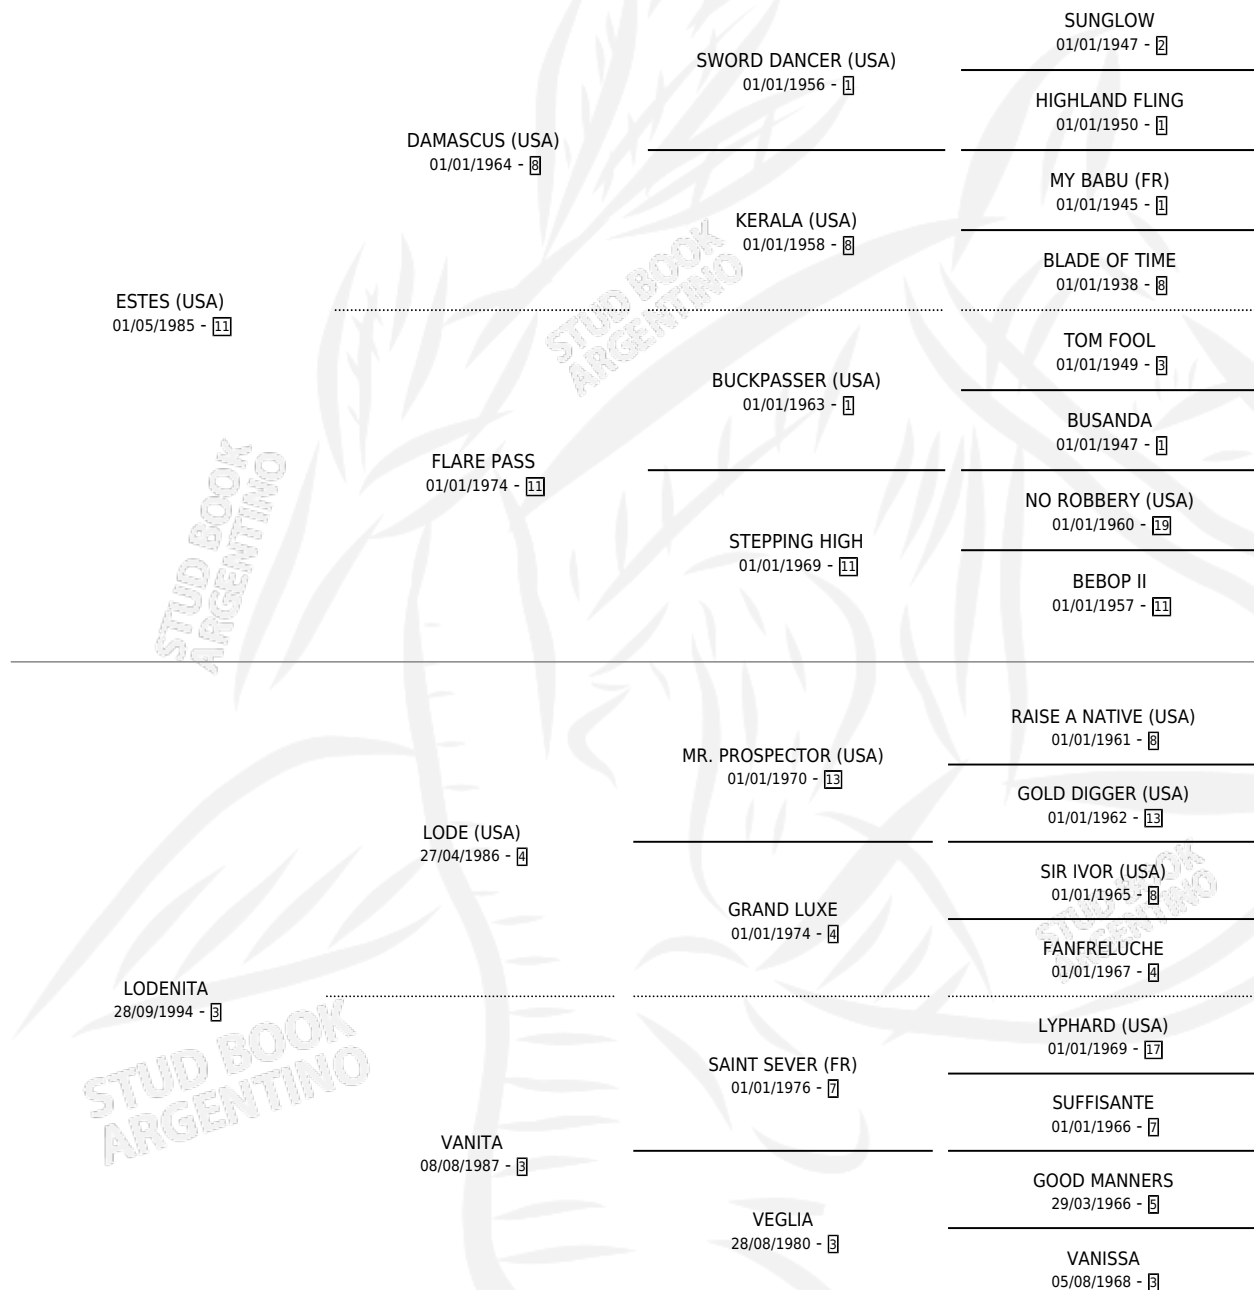 SUNGLOW
01/01/1947 - 2
SWORD DANCER (USA)
01/01/1956 - 1
HIGHLAND FLING
01/01/1950 - 1
DAMASCUS (USA)
01/01/1964 - 8
MY BABU (FR)
01/01/1945 - 1
KERALA (USA)
01/01/1958 - 8
BLADE OF TIME
01/01/1938 - 8
ESTES (USA)
01/05/1985 - 11
TOM FOOL
01/01/1949 - 3
BUCKPASSER (USA)
01/01/1963 - 1
BUSANDA
01/01/1947 - 1
FLARE PASS
01/01/1974 - 11
NO ROBBERY (USA)
01/01/1960 - 19
STEPPING HIGH
01/01/1969 - 11
BEBOP II
01/01/1957 - 11
RAISE A NATIVE (USA)
01/01/1961 - 8
MR. PROSPECTOR (USA)
01/01/1970 - 13
GOLD DIGGER (USA)
01/01/1962 - 13
LODE (USA)
27/04/1986 - 4
SIR IVOR (USA)
01/01/1965 - 8
GRAND LUXE
01/01/1974 - 4
FANFRELUCHE
01/01/1967 - 4
LODENITA
28/09/1994 - 3
LYPHARD (USA)
01/01/1969 - 17
SAINT SEVER (FR)
01/01/1976 - 7
SUFFISANTE
01/01/1966 - 7
VANITA
08/08/1987 - 3
GOOD MANNERS
29/03/1966 - 5
VEGLIA
28/08/1980 - 3
VANISSA
05/08/1968 - 3
STUD BOOK
ARGENTINO
STUD BOOK
ARGENTINO
STUD BOOK
ARGENTINO
STUD BOOK
ARGENTINO